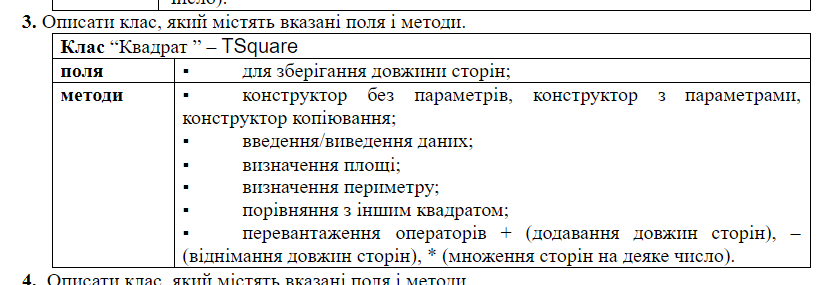 число).
3. Описати клас, який містять вказані поля і методи.
Клас “Квадрат ” – TSquare
поля
▪ для зберігання довжини сторін;
методи
▪ конструктор без параметрів, конструктор з параметрами,
конструктор копіювання;
▪ введення/виведення даних;
▪ визначення площі;
▪ визначення периметру;
▪ порівняння з іншим квадратом;
▪ перевантаження операторів + (додавання довжин сторін), –
(віднімання довжин сторін), * (множення сторін на деяке число).
4. Описати клас, який містять вказані поля і методи.